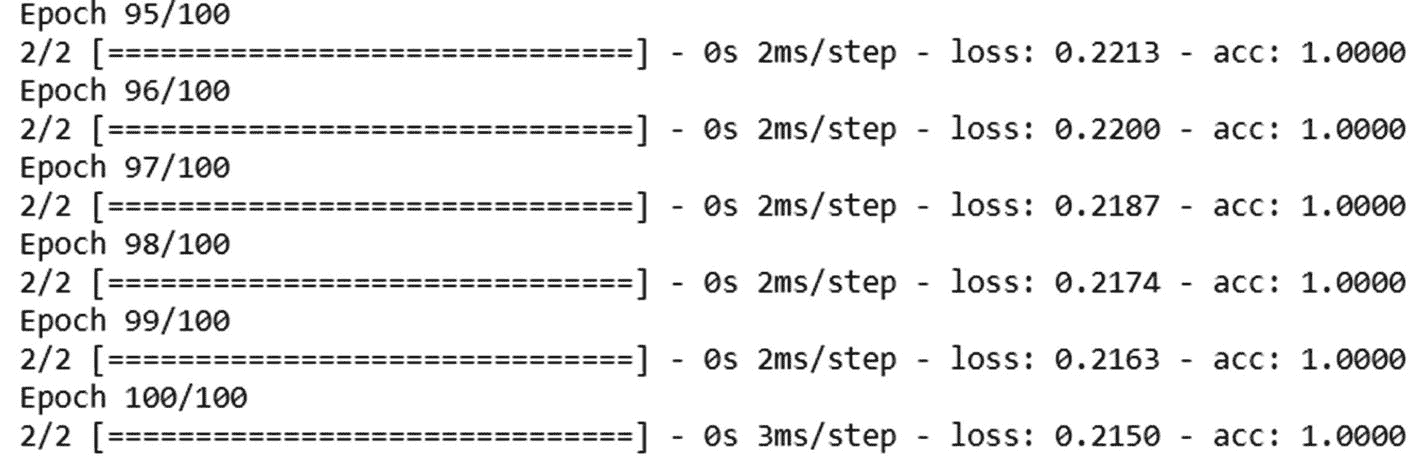 Epoch 95/100
2/2 [==============================] - 0s 2ms/step - loss: 0.2213 - acc: 1.0000
Epoch 96/100
2/2 [==============================] - 0s 2ms/step - loss: 0.2200 - acc: 1.0000
Epoch 97/100
2/2 [==============================] - 0s 2ms/step - loss: 0.2187 - acc: 1.0000
Epoch 98/100
2/2 [==============================] - 0s 2ms/step - loss: 0.2174 - acc: 1.0000
Epoch 99/100
2/2 [==============================] - 0s 2ms/step - loss: 0.2163 - acc: 1.0000
Epoch 100/100
2/2 [==============================] - 0s 3ms/step - loss: 0.2150 - acc: 1.0000